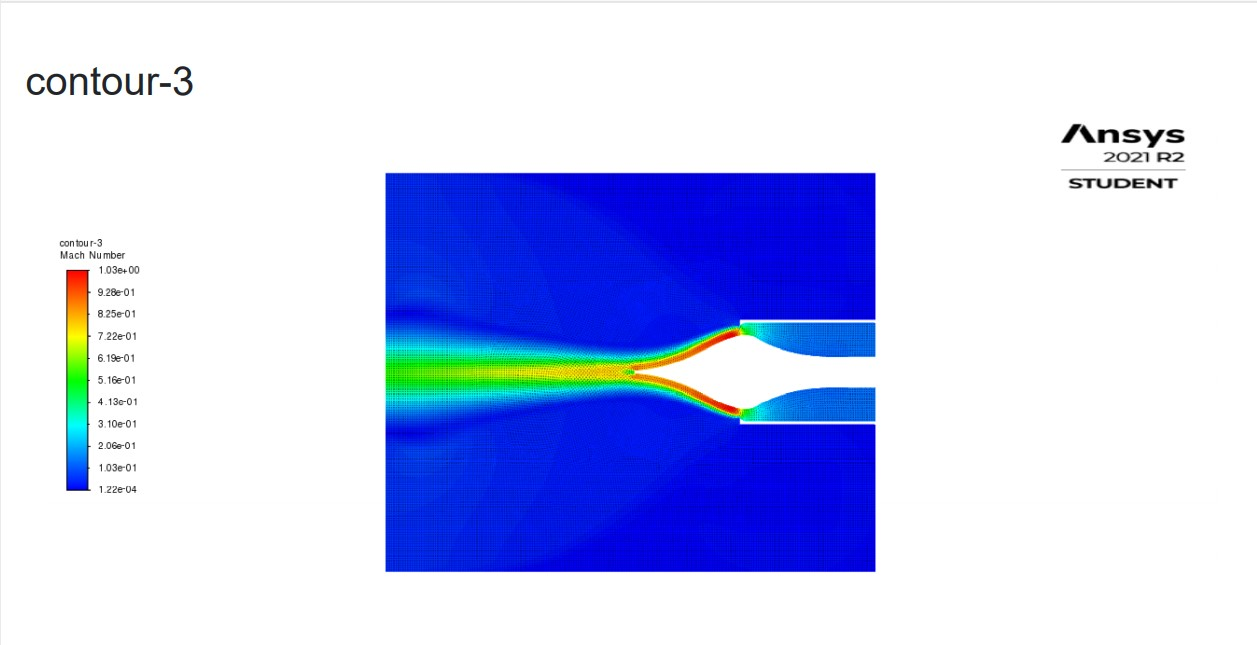 contour-3
Ansys
2021 R2
STUDENT
contour-3
Mach Number
1.03e+00
9.28e-01
8.25e-01
7.22e-01
6.19e-01
5.16e-01
4.13e-01
3.10e-01
2.06e-01
1.03e-01
1.22e-04